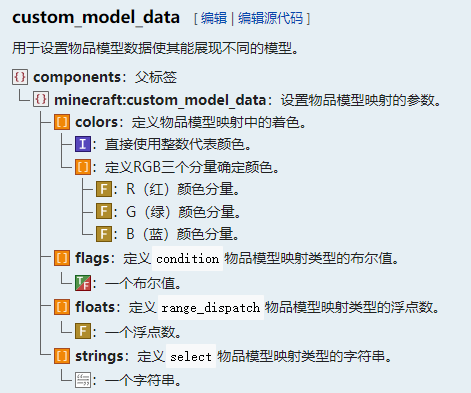 custom_model_data [ 编辑 | 编辑源代码 ]
用于设置物品模型数据使其能展现不同的模型。
{} components：父标签
{} minecraft:custom_model_data：设置物品模型映射的参数。
[] colors：定义物品模型映射中的着色。
I：直接使用整数代表颜色。
[]：定义RGB三个分量确定颜色。
F：R（红）颜色分量。
F：G（绿）颜色分量。
F：B（蓝）颜色分量。
[] flags：定义 condition 物品模型映射类型的布尔值。
TF：一个布尔值。
[] floats：定义 range_dispatch 物品模型映射类型的浮点数。
F：一个浮点数。
[] strings：定义 select 物品模型映射类型的字符串。
：一个字符串。